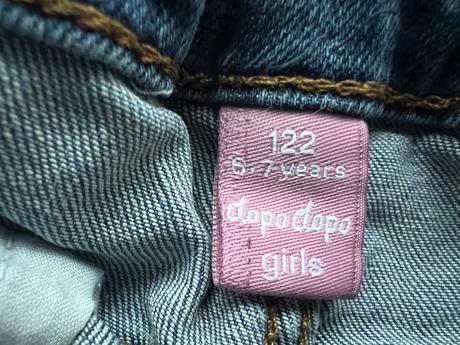 122
6-7 years
dopodopo
girls